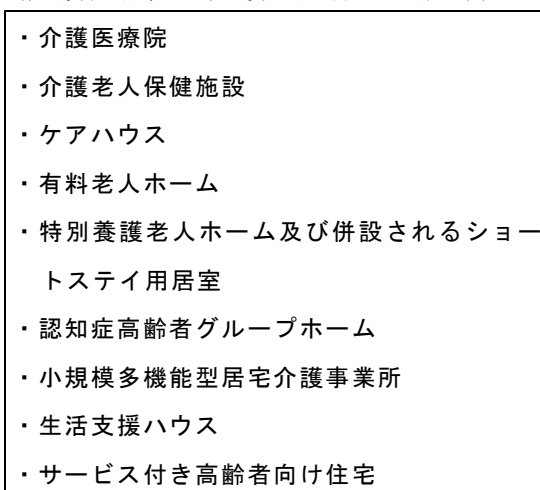 ・介護医療院
・介護老人保健施設
・ケアハウス
・有料老人ホーム
・特別養護老人ホーム及び併設されるショー
トステイ用居室
・認知症高齢者グループホーム
・小規模多機能型居宅介護事業所
・生活支援ハウス
・サービス付き高齢者向け住宅